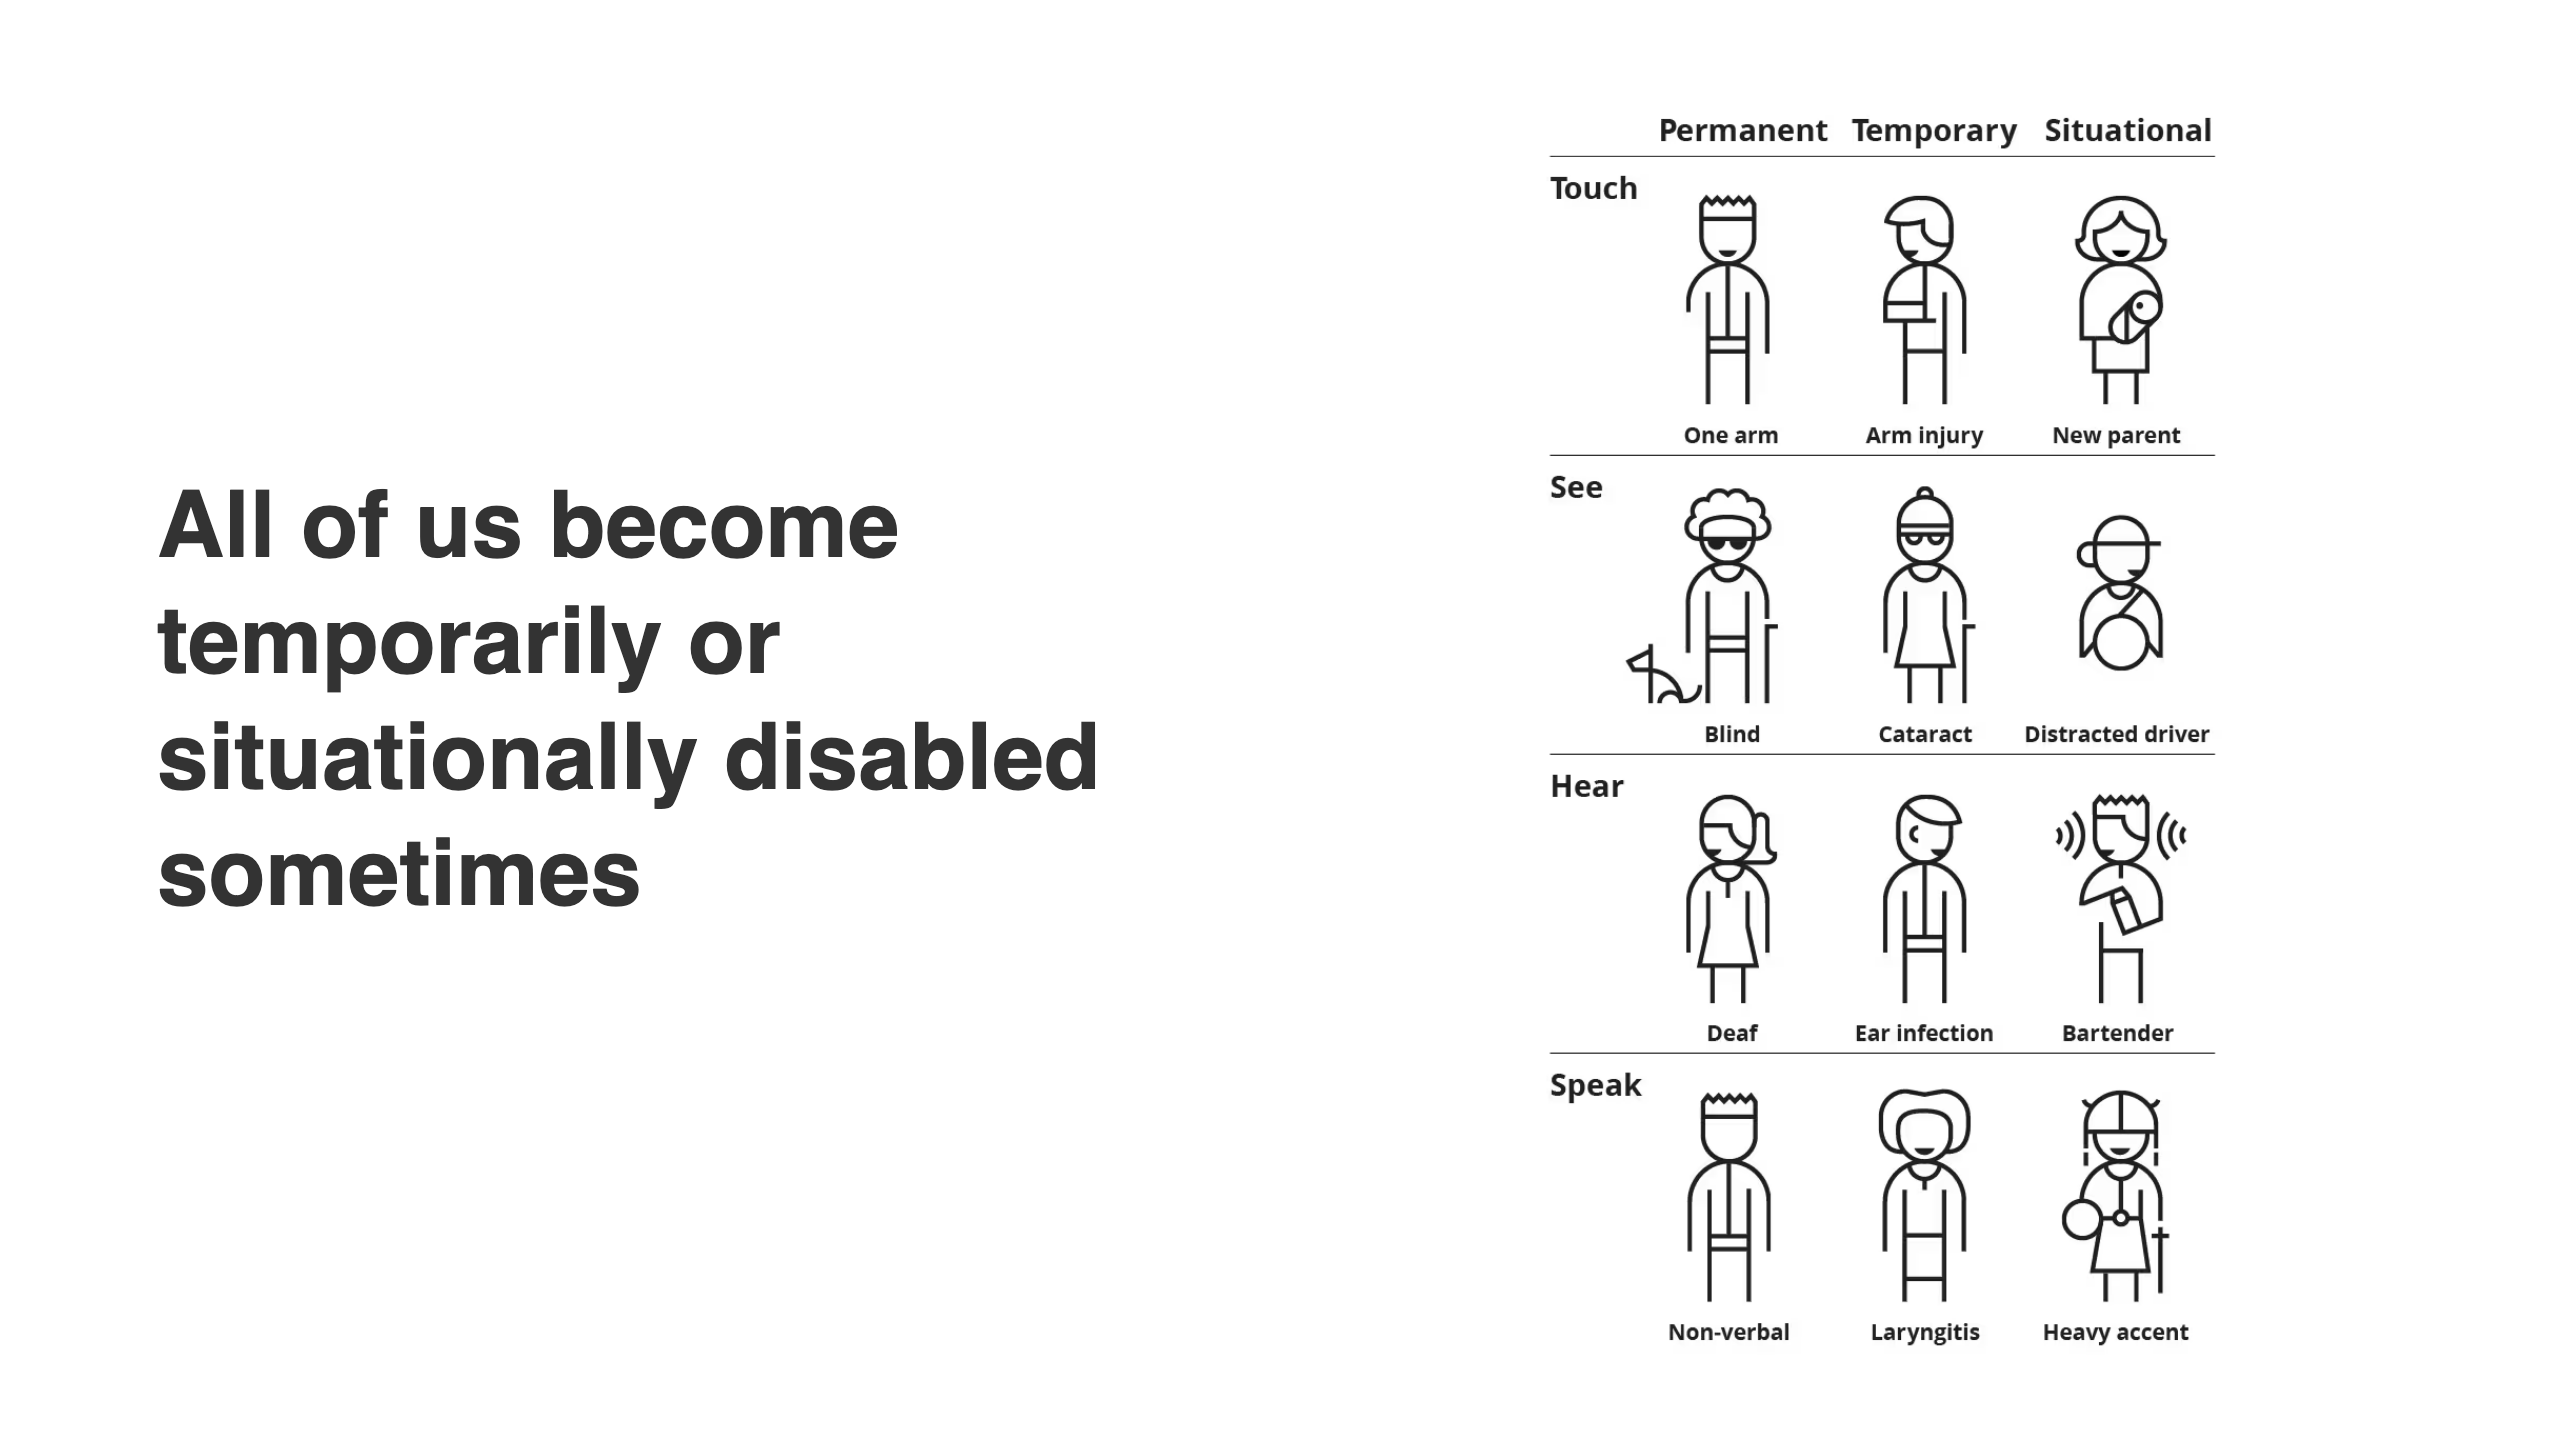 All of us become
temporarily or
situationally disabled
sometimes
Permanent Temporary Situational
Touch
One arm Arm injury New parent
See
Blind Cataract Distracted driver
Hear
Deaf Ear infection Bartender
Speak
Non-verbal Laryngitis Heavy accent